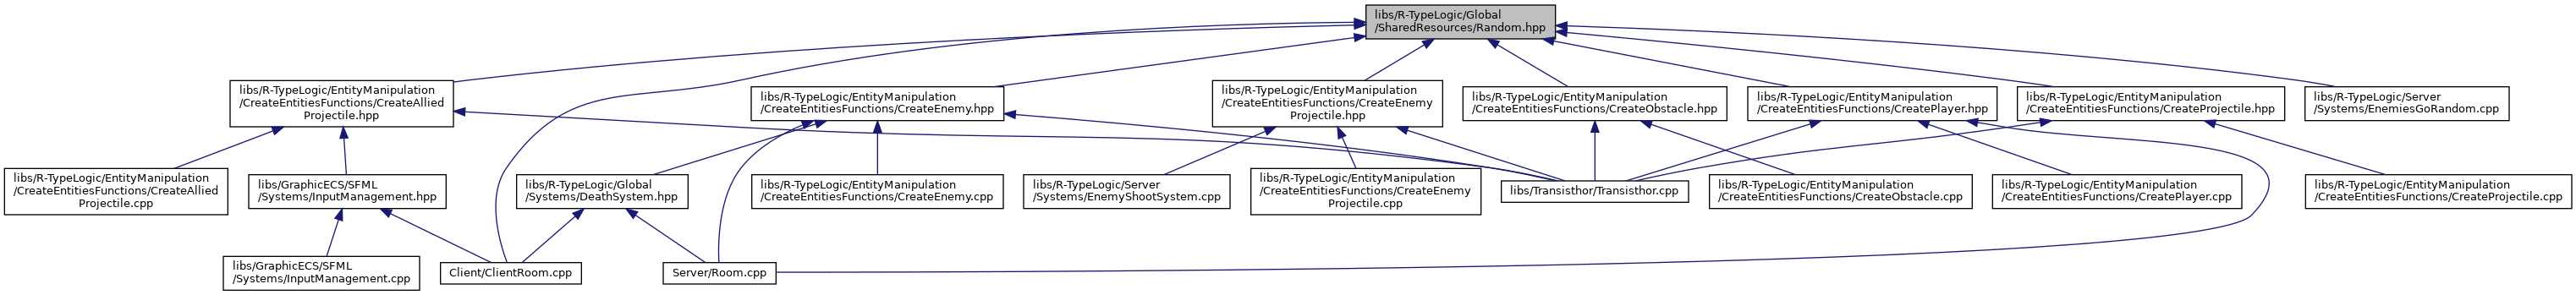 libs/R-TypeLogic/Global
/SharedResources/Random.hpp
libs/R-TypeLogic/EntityManipulation
/CreateEntitiesFunctions/CreateAllied
Projectile.hpp
libs/R-TypeLogic/EntityManipulation
/CreateEntitiesFunctions/CreateEnemy.hpp
libs/R-TypeLogic/EntityManipulation
/CreateEntitiesFunctions/CreateEnemy
Projectile.hpp
libs/R-TypeLogic/EntityManipulation
/CreateEntitiesFunctions/CreateObstacle.hpp
libs/R-TypeLogic/EntityManipulation
/CreateEntitiesFunctions/CreatePlayer.hpp
libs/R-TypeLogic/EntityManipulation
/CreateEntitiesFunctions/CreateProjectile.hpp
libs/R-TypeLogic/Server
/Systems/EnemiesGoRandom.cpp
libs/R-TypeLogic/EntityManipulation
/CreateEntitiesFunctions/CreateAllied
Projectile.cpp
libs/GraphicECS/SFML
/Systems/InputManagement.hpp
libs/R-TypeLogic/Global
/Systems/DeathSystem.hpp
libs/R-TypeLogic/EntityManipulation
/CreateEntitiesFunctions/CreateEnemy.cpp
libs/R-TypeLogic/Server
/Systems/EnemyShootSystem.cpp
libs/R-TypeLogic/EntityManipulation
/CreateEntitiesFunctions/CreateEnemy
Projectile.cpp
libs/Transisthor/Transisthor.cpp
libs/R-TypeLogic/EntityManipulation
/CreateEntitiesFunctions/CreateObstacle.cpp
libs/R-TypeLogic/EntityManipulation
/CreateEntitiesFunctions/CreatePlayer.cpp
libs/R-TypeLogic/EntityManipulation
/CreateEntitiesFunctions/CreateProjectile.cpp
libs/GraphicECS/SFML
/Systems/InputManagement.cpp
Client/ClientRoom.cpp
Server/Room.cpp